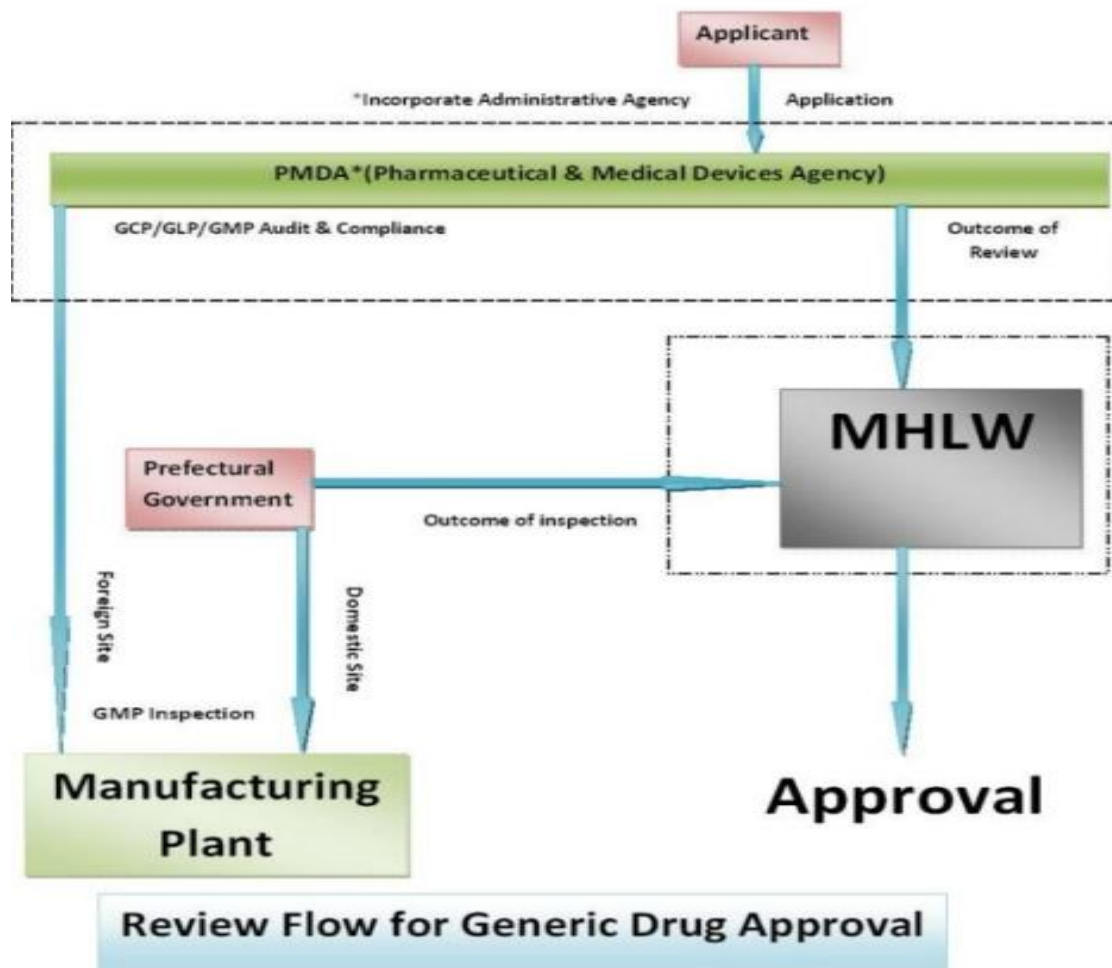 Applicant
*Incorporate Administrative Agency
Application
PMDA*(Pharmaceutical & Medical Devices Agency)
GCP/GLP/GMP Audit & Compliance
Outcome of
Review
MHLW
Prefectural
Government
Outcome of inspection
Foreign Site
Domestic Site
GMP Inspection
Manufacturing
Plant
Approval
Review Flow for Generic Drug Approval